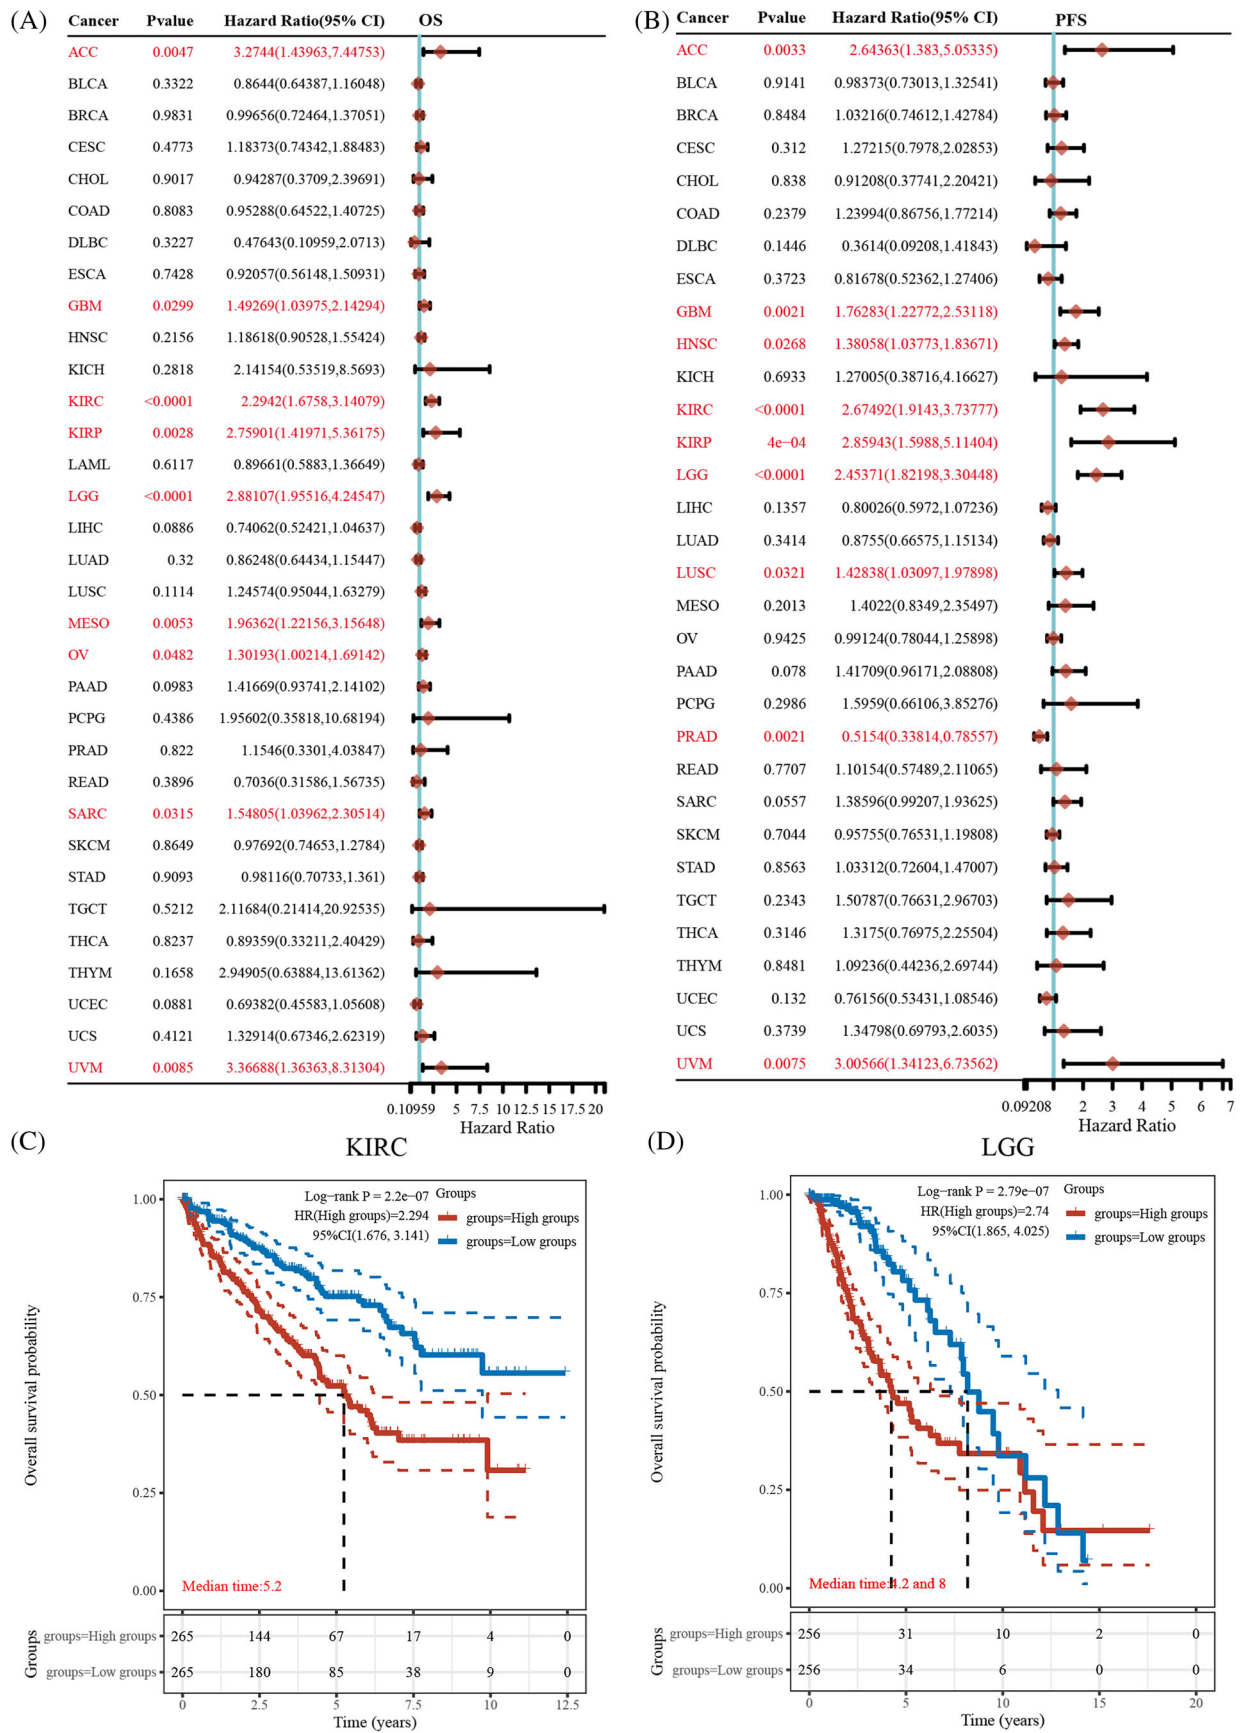 (A)
Cancer Pvalue Hazard Ratio(95% CI) OS
ACC 0.0047 3.2744(1.43963,7.44753)
BLCA 0.3322 0.8644(0.64387,1.16048)
BRCA 0.9831 0.99656(0.72464,1.37051)
CESC 0.4773 1.18373(0.74342,1.88483)
CHOL 0.9017 0.94287(0.3709,2.39691)
COAD 0.8083 0.95288(0.64522,1.40725)
DLBC 0.3227 0.47643(0.10959,2.0713)
ESCA 0.7428 0.92057(0.56148,1.50931)
GBM 0.0299 1.49269(1.03975,2.14294)
HNSC 0.2156 1.18618(0.90528,1.55424)
KICH 0.2818 2.14154(0.53519,8.5693)
KIRC <0.0001 2.2942(1.6758,3.14079)
KIRP 0.0028 2.75901(1.41971,5.36175)
LAML 0.6117 0.89661(0.5883,1.36649)
LGG <0.0001 2.88107(1.95516,4.24547)
LIHC 0.0886 0.74062(0.52421,1.04637)
LUAD 0.32 0.86248(0.64434,1.15447)
LUSC 0.1114 1.24574(0.95044,1.63279)
MESO 0.0053 1.96362(1.22156,3.15648)
OV 0.0482 1.30193(1.00214,1.69142)
PAAD 0.0983 1.41669(0.93741,2.14102)
PCPG 0.4386 1.95602(0.35818,10.68194)
PRAD 0.822 1.1546(0.3301,4.03847)
READ 0.3896 0.7036(0.31586,1.56735)
SARC 0.0315 1.54805(1.03962,2.30514)
SKCM 0.8649 0.97692(0.74653,1.2784)
STAD 0.9093 0.98116(0.70733,1.361)
TGCT 0.5212 2.11684(0.21414,20.92535)
THCA 0.8237 0.89359(0.33211,2.40429)
THYM 0.1658 2.94905(0.63884,13.61362)
UCEC 0.0881 0.69382(0.45583,1.05608)
UCS 0.4121 1.32914(0.67346,2.62319)
UVM 0.0085 3.36688(1.36363,8.31304)
0.10959 5 7.5 10 12.5 15 17.5 20
Hazard Ratio
(B)
Cancer Pvalue Hazard Ratio(95% CI) PFS
ACC 0.0033 2.64363(1.383,5.05335)
BLCA 0.9141 0.98373(0.73013,1.32541)
BRCA 0.8484 1.03216(0.74612,1.42784)
CESC 0.312 1.27215(0.7978,2.02853)
CHOL 0.838 0.91208(0.37741,2.20421)
COAD 0.2379 1.23994(0.86756,1.77214)
DLBC 0.1446 0.3614(0.09208,1.41843)
ESCA 0.3723 0.81678(0.52362,1.27406)
GBM 0.0021 1.76283(1.22772,2.53118)
HNSC 0.0268 1.38058(1.03773,1.83671)
KICH 0.6933 1.27005(0.38716,4.16627)
KIRC <0.0001 2.67492(1.9143,3.73777)
KIRP 4e−04 2.85943(1.5988,5.11404)
LGG <0.0001 2.45371(1.82198,3.30448)
LIHC 0.1357 0.80026(0.5972,1.07236)
LUAD 0.3414 0.8755(0.66575,1.15134)
LUSC 0.0321 1.42838(1.03097,1.97898)
MESO 0.2013 1.4022(0.8349,2.35497)
OV 0.9425 0.99124(0.78044,1.25898)
PAAD 0.078 1.41709(0.96171,2.08808)
PCPG 0.2986 1.5959(0.66106,3.85276)
PRAD 0.0021 0.5154(0.33814,0.78557)
READ 0.7707 1.10154(0.57489,2.11065)
SARC 0.0557 1.38596(0.99207,1.93625)
SKCM 0.7044 0.95755(0.76531,1.19808)
STAD 0.8563 1.03312(0.72604,1.47007)
TGCT 0.2343 1.50787(0.76631,2.96703)
THCA 0.3146 1.3175(0.76975,2.25504)
THYM 0.8481 1.09236(0.44236,2.69744)
UCEC 0.132 0.76156(0.53431,1.08546)
UCS 0.3739 1.34798(0.69793,2.6035)
UVM 0.0075 3.00566(1.34123,6.73562)
0.09208 2 3 4 5 6 7
Hazard Ratio
(C)
KIRC
Log−rank P = 2.2e−07
HR(High groups)=2.294
95%CI(1.676, 3.141)
Groups
groups=High groups
groups=Low groups
Overall survival probability
1.00
0.75
0.50
0.25
0.00
Median time:5.2
Groups
groups=High groups 265 144 67 17 4 0
groups=Low groups 265 180 85 38 9 0
0 2.5 5 7.5 10 12.5
Time (years)
(D)
LGG
Log−rank P = 2.79e−07
HR(High groups)=2.74
95%CI(1.865, 4.025)
Groups
groups=High groups
groups=Low groups
Overall survival probability
1.00
0.75
0.50
0.25
0.00
Median time:4.2 and 8
Groups
groups=High groups 256 31 10 2 0
groups=Low groups 256 34 6 0 0
0 5 10 15 20
Time (years)